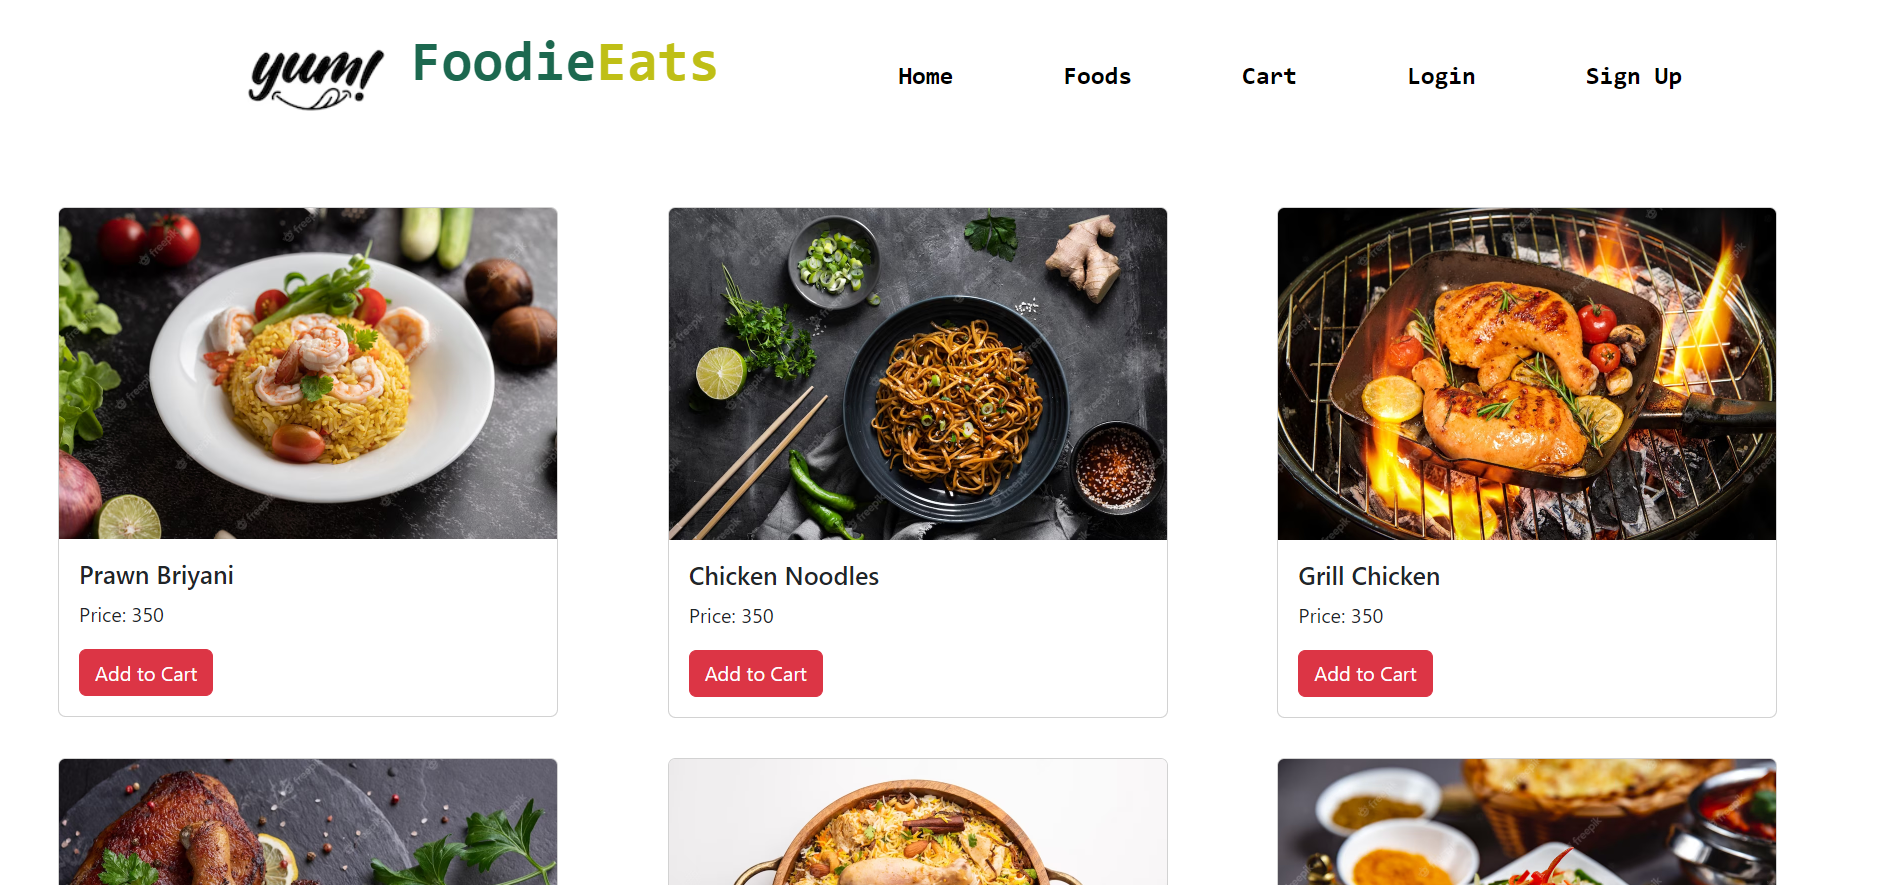 yum!
FoodieEats
Home
Foods
Cart
Login
Sign Up
Prawn Briyani
Price: 350
Add to Cart
Chicken Noodles
Price: 350
Add to Cart
Grill Chicken
Price: 350
Add to Cart